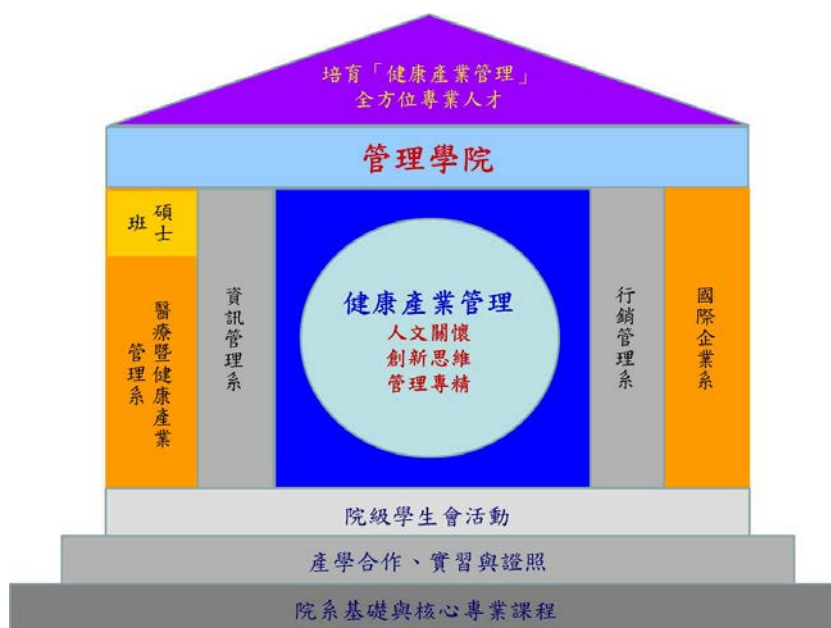 培育「健康產業管理」
全方位專業人才
管理學院
碩士
班
醫療暨健康產業
管理系
資訊管理系
健康產業管理
人文關懷
創新思維
管理專精
行銷管理系
國際企業系
院級學生會活動
產學合作、實習與證照
院系基礎與核心專業課程